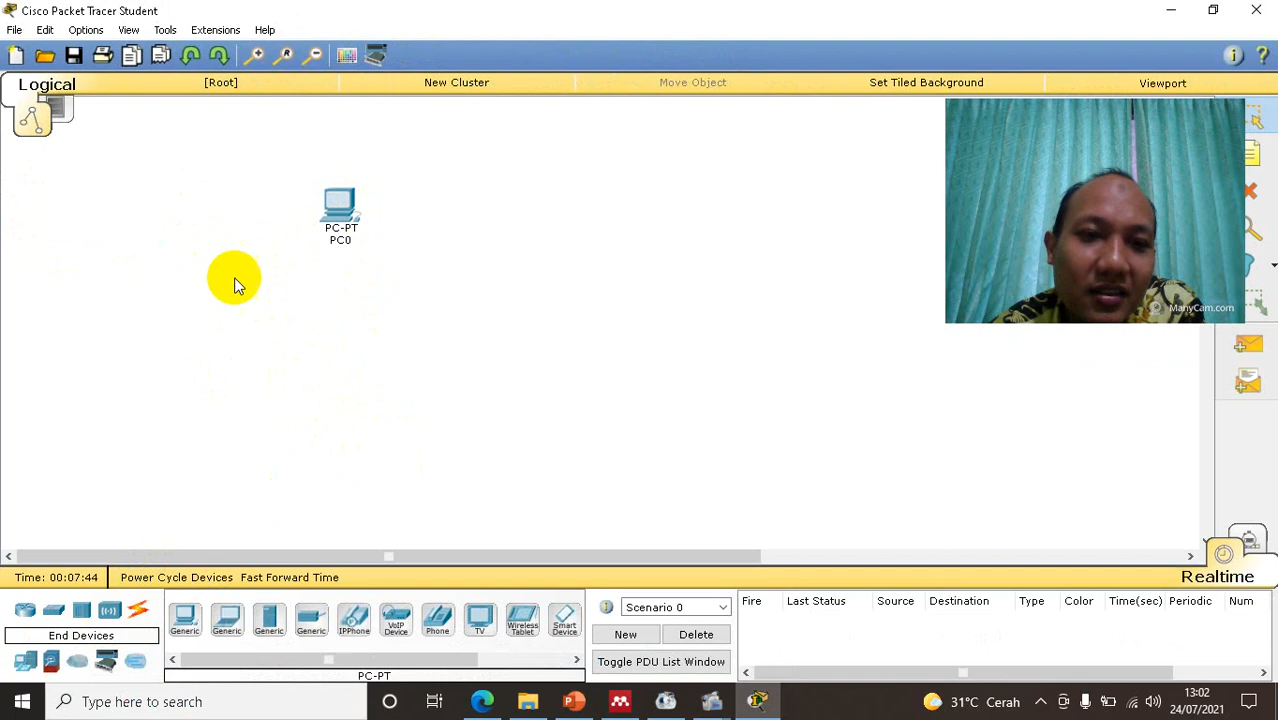 Cisco Packet Tracer Student
File Edit Options View Tools Extensions Help
Logical [Root] New Cluster Move Object Set Tiled Background Viewport
PC-PT
PC0
ManyCam.com
Time: 00:07:44 Power Cycle Devices Fast Forward Time Realtime
Scenario 0 Fire Last Status Source Destination Type Color Time(sec) Periodic Num
Generic Generic Generic Generic IPPhone VoIP Device Phone TV Wireless Tablet Smart Device
End Devices New Delete
Toggle PDU List Window
PC-PT
Type here to search 31°C Cerah 13:02
24/07/2021